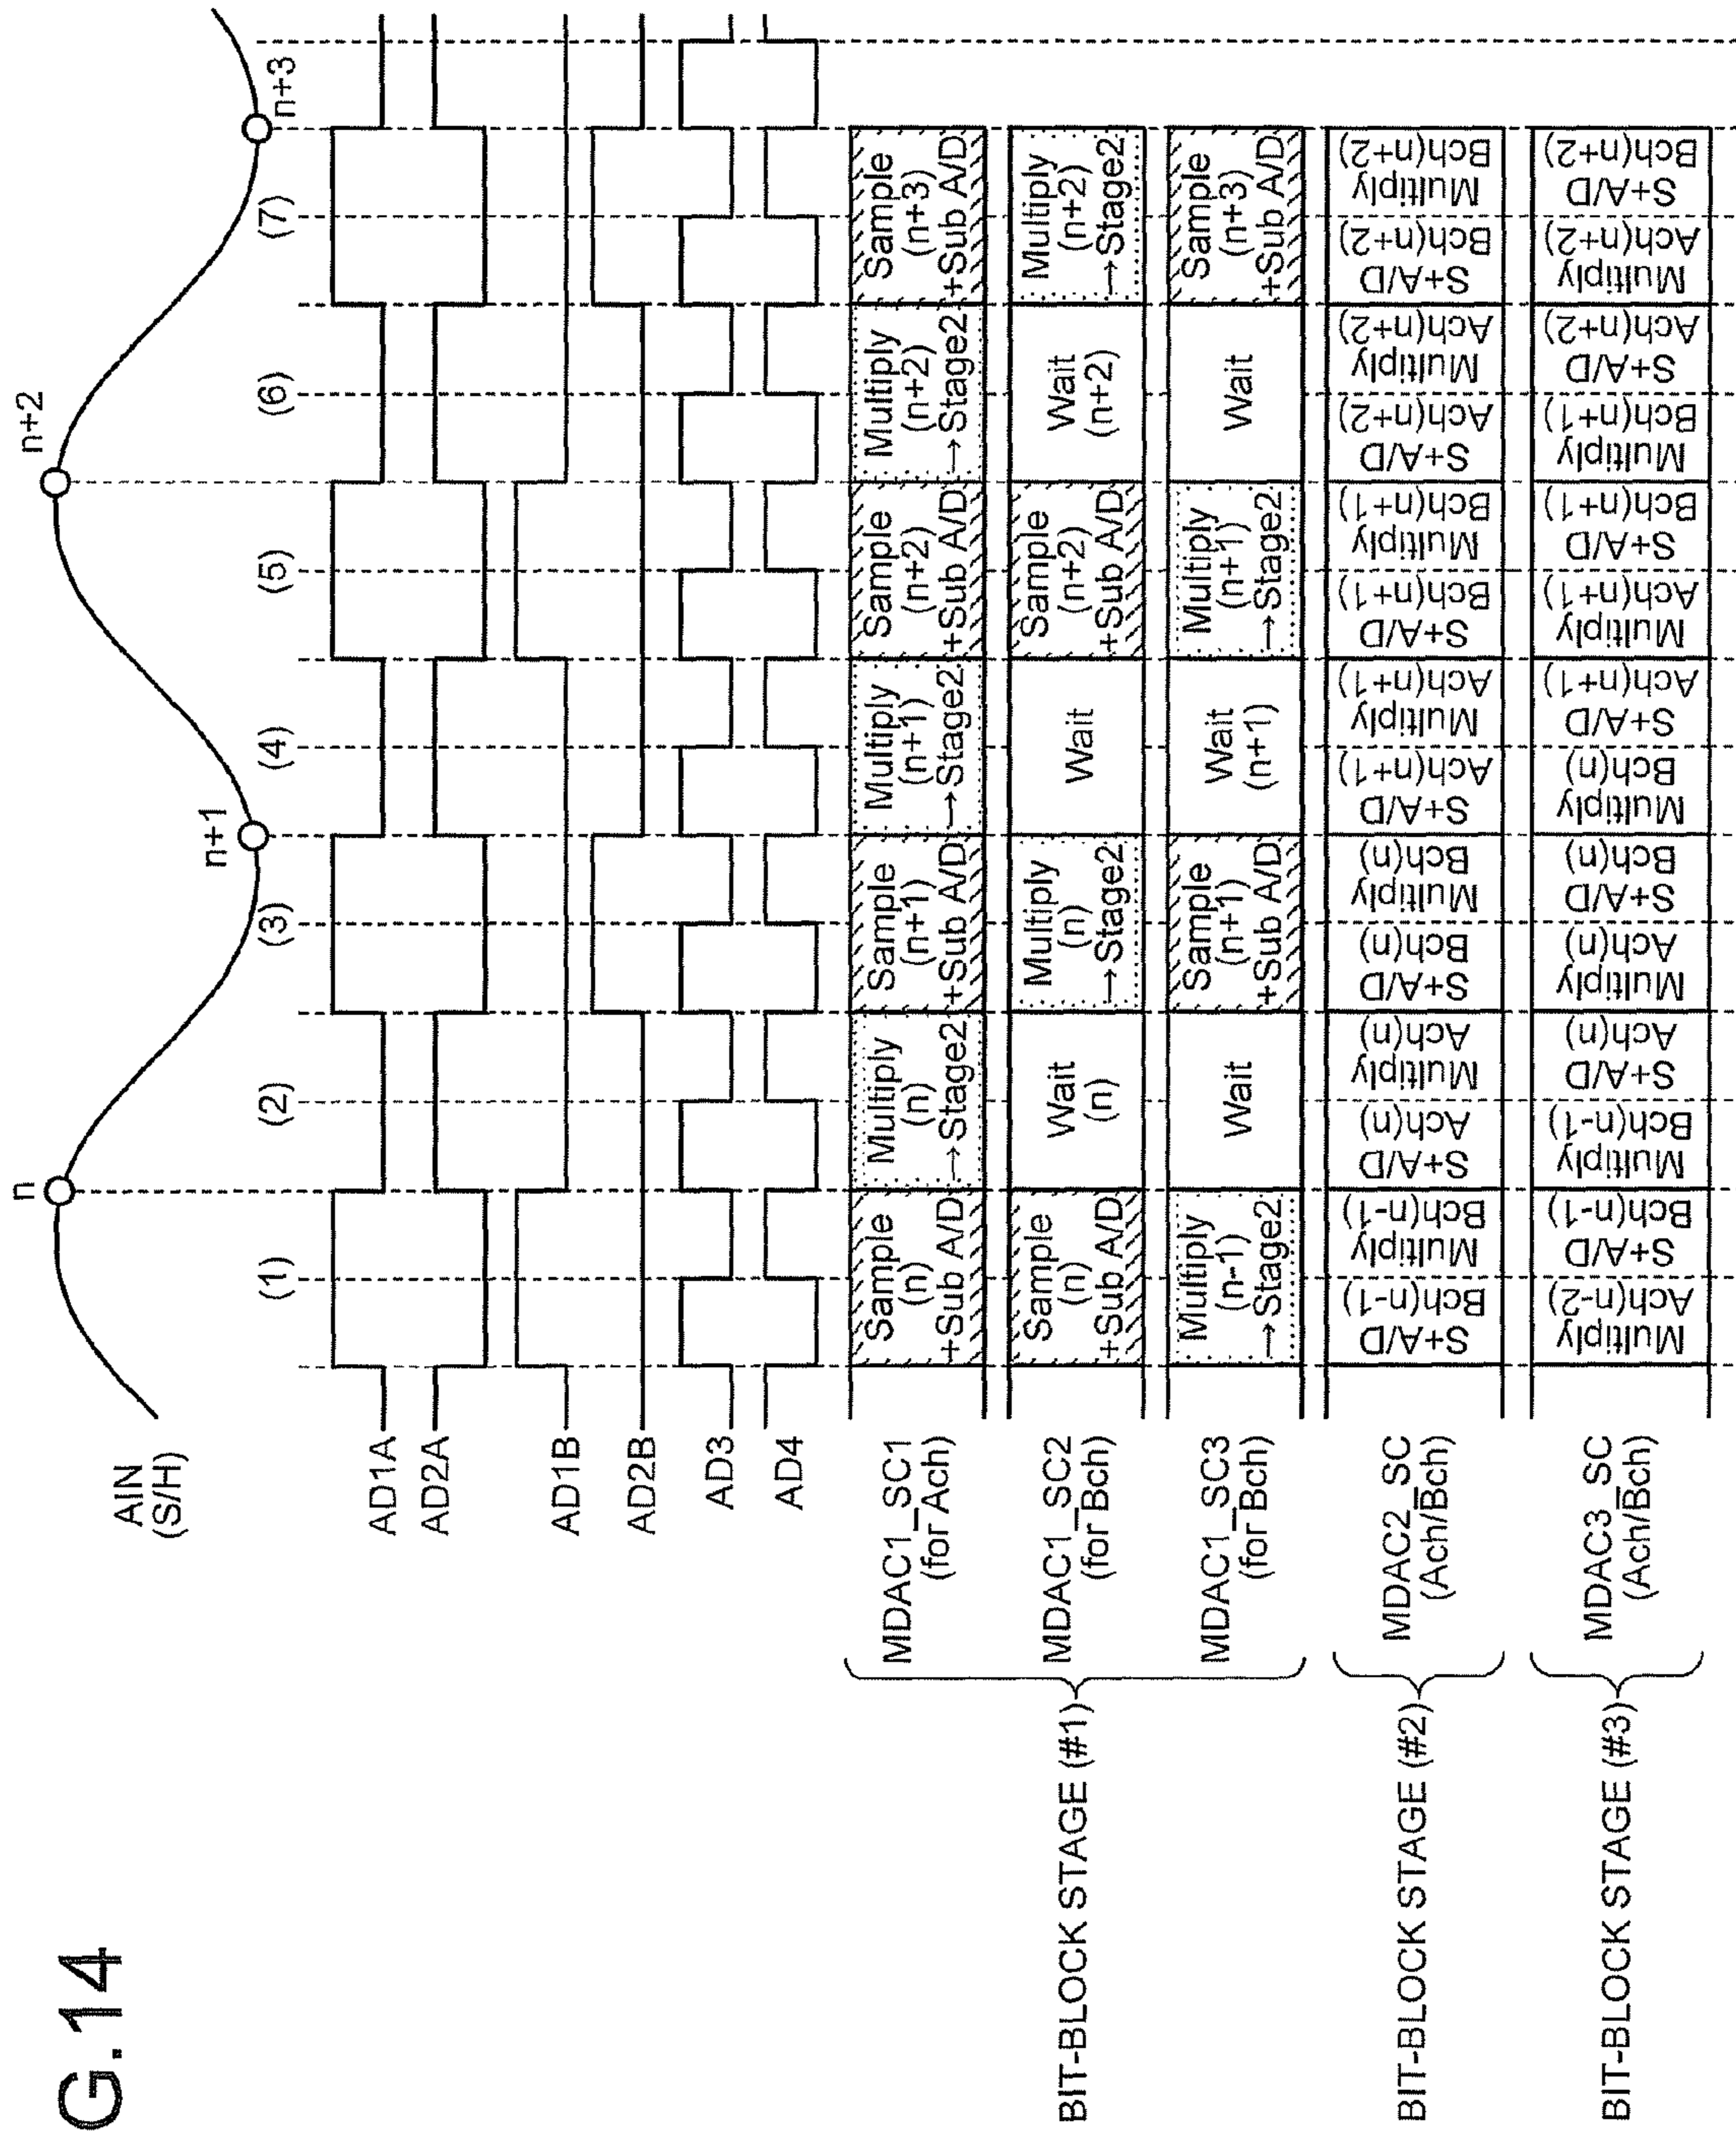 G.14
n
n+1
n+2
n+3
AIN
(S/H)
(1)
(2)
(3)
(4)
(5)
(6)
(7)
AD1A
AD2A
AD1B
AD2B
AD3
AD4
BIT-BLOCK STAGE (#1)
MDAC1_SC1
(for Ach)
Sample
(n)
+Sub A/D
Multiply
(n)
→Stage2
Sample
(n+1)
+Sub A/D
Multiply
(n+1)
→Stage2
Sample
(n+2)
+Sub A/D
Multiply
(n+2)
→Stage2
Sample
(n+3)
+Sub A/D
MDAC1_SC2
(for Bch)
Sample
(n)
+Sub A/D
Wait
(n)
Multiply
(n)
→Stage2
Wait
Sample
(n+2)
+Sub A/D
Wait
(n+2)
Multiply
(n+2)
→Stage2
MDAC1_SC3
(for Bch)
Multiply
(n-1)
→Stage2
Wait
Sample
(n+1)
+Sub A/D
Wait
(n+1)
Multiply
(n+1)
→Stage2
Wait
Sample
(n+3)
+Sub A/D
BIT-BLOCK STAGE (#2)
MDAC2_SC
(Ach/Bch)
S+A/D
Bch(n-1)
Multiply
Bch(n-1)
S+A/D
Ach(n)
Multiply
Ach(n)
S+A/D
Bch(n)
Multiply
Bch(n)
S+A/D
Ach(n+1)
Multiply
Ach(n+1)
S+A/D
Bch(n+1)
Multiply
Bch(n+1)
S+A/D
Ach(n+2)
Multiply
Ach(n+2)
S+A/D
Bch(n+2)
Multiply
Bch(n+2)
BIT-BLOCK STAGE (#3)
MDAC3_SC
(Ach/Bch)
Multiply
Ach(n-2)
S+A/D
Bch(n-1)
Multiply
Bch(n-1)
S+A/D
Ach(n)
Multiply
Ach(n)
S+A/D
Bch(n)
Multiply
Bch(n)
S+A/D
Ach(n+1)
Multiply
Ach(n+1)
S+A/D
Bch(n+1)
Multiply
Bch(n+1)
S+A/D
Ach(n+2)
Multiply
Ach(n+2)
S+A/D
Bch(n+2)